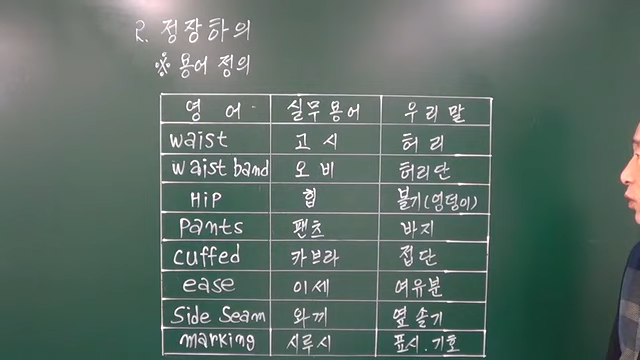 2. 정장하의
※ 용어 정의
영 어 실무용어 우리말
waist 고 시 허 리
waist band 오 비 허리단
HiP 힙 볼기(엉덩이)
Pants 팬츠 바지
cuffed 카브라 접단
ease 이세 여유분
Side Seam 와끼 옆솔기
marking 시루시 표시.기호